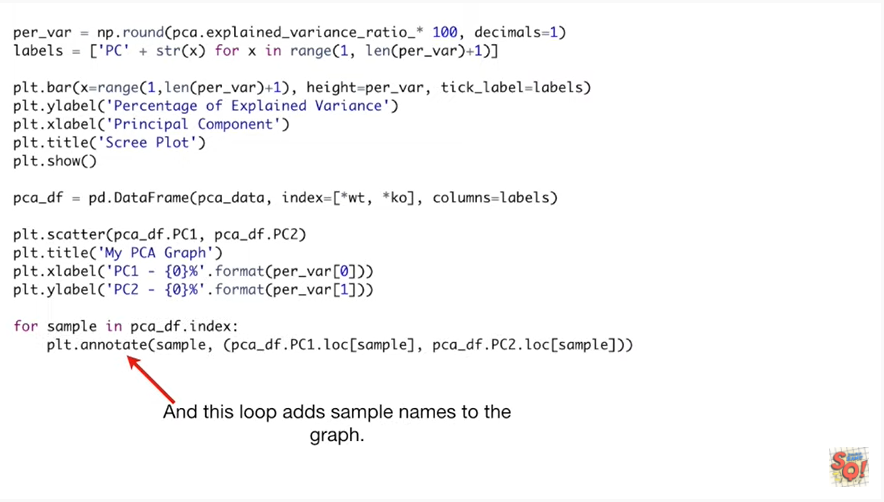 per_var = np.round(pca.explained_variance_ratio_* 100, decimals=1)
labels = ['PC' + str(x) for x in range(1, len(per_var)+1)]
plt.bar(x=range(1,len(per_var)+1), height=per_var, tick_label=labels)
plt.ylabel('Percentage of Explained Variance')
plt.xlabel('Principal Component')
plt.title('Scree Plot')
plt.show()
pca_df = pd.DataFrame(pca_data, index=[*wt, *ko], columns=labels)
plt.scatter(pca_df.PC1, pca_df.PC2)
plt.title('My PCA Graph')
plt.xlabel('PC1 - {0}%'.format(per_var[0]))
plt.ylabel('PC2 - {0}%'.format(per_var[1]))
for sample in pca_df.index:
plt.annotate(sample, (pca_df.PC1.loc[sample], pca_df.PC2.loc[sample]))
And this loop adds sample names to the
graph.
SQ!